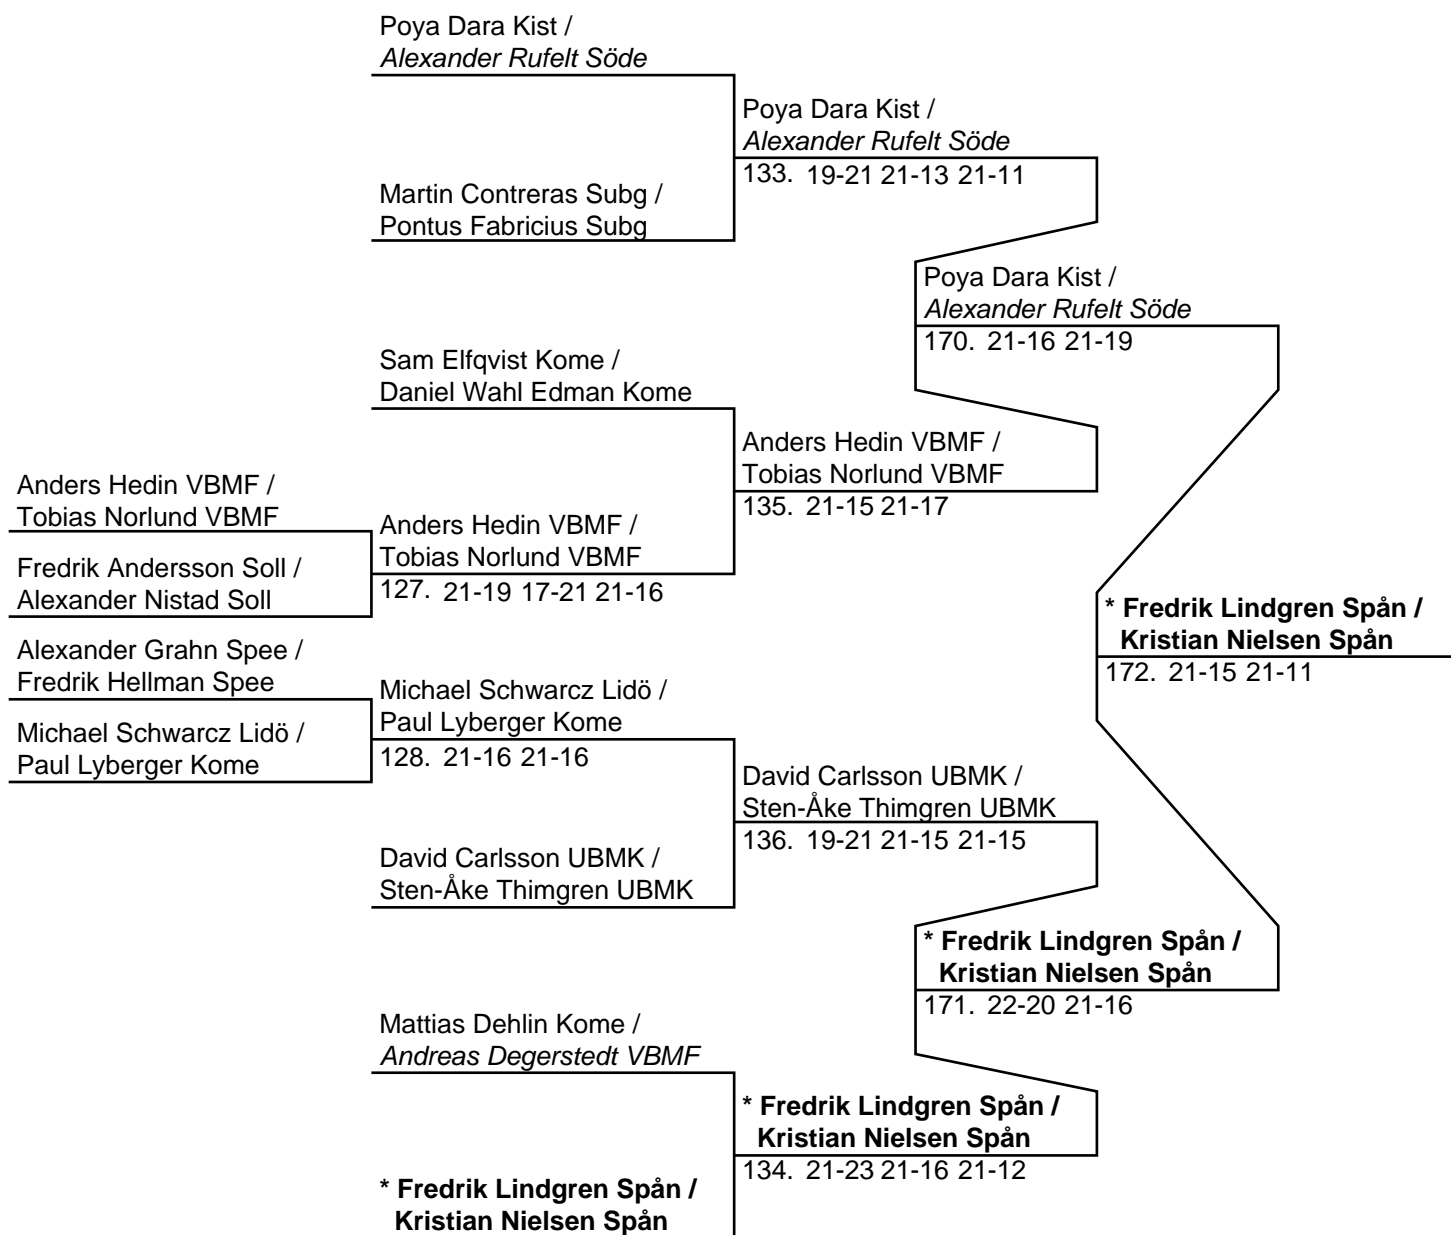 Poya Dara Kist /
Alexander Rufelt Söde
Poya Dara Kist /
Alexander Rufelt Söde
133. 19-21 21-13 21-11
Martin Contreras Subg /
Pontus Fabricius Subg
Poya Dara Kist /
Alexander Rufelt Söde
170. 21-16 21-19
Sam Elfqvist Kome /
Daniel Wahl Edman Kome
Anders Hedin VBMF /
Tobias Norlund VBMF
135. 21-15 21-17
Anders Hedin VBMF /
Tobias Norlund VBMF
Anders Hedin VBMF /
Tobias Norlund VBMF
127. 21-19 17-21 21-16
Fredrik Andersson Soll /
Alexander Nistad Soll
* Fredrik Lindgren Spån /
Kristian Nielsen Spån
172. 21-15 21-11
Alexander Grahn Spee /
Fredrik Hellman Spee
Michael Schwarcz Lidö /
Paul Lyberger Kome
128. 21-16 21-16
Michael Schwarcz Lidö /
Paul Lyberger Kome
David Carlsson UBMK /
Sten-Åke Thimgren UBMK
136. 19-21 21-15 21-15
David Carlsson UBMK /
Sten-Åke Thimgren UBMK
* Fredrik Lindgren Spån /
Kristian Nielsen Spån
171. 22-20 21-16
Mattias Dehlin Kome /
Andreas Degerstedt VBMF
* Fredrik Lindgren Spån /
Kristian Nielsen Spån
134. 21-23 21-16 21-12
* Fredrik Lindgren Spån /
Kristian Nielsen Spån